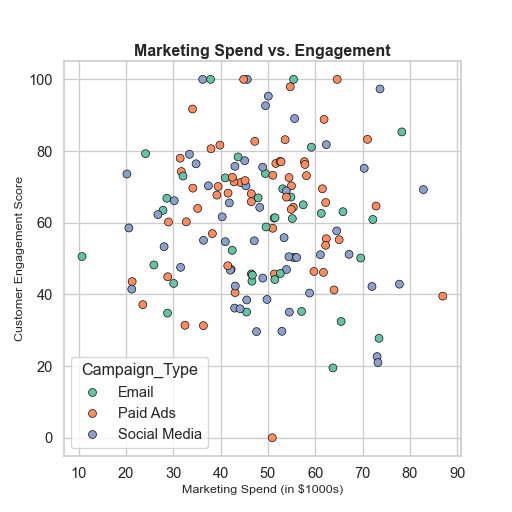 Marketing Spend vs. Engagement
Customer Engagement Score
100
80
60
40
20
0
Campaign_Type
Email
Paid Ads
Social Media
10 20 30 40 50 60 70 80 90
Marketing Spend (in $1000s)